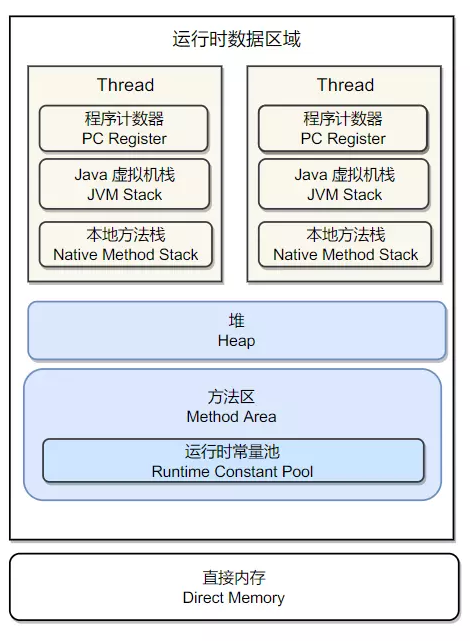 运行时数据区域
Thread
程序计数器
PC Register
Java 虚拟机栈
JVM Stack
本地方法栈
Native Method Stack
Thread
程序计数器
PC Register
Java 虚拟机栈
JVM Stack
本地方法栈
Native Method Stack
堆
Heap
方法区
Method Area
运行时常量池
Runtime Constant Pool
直接内存
Direct Memory